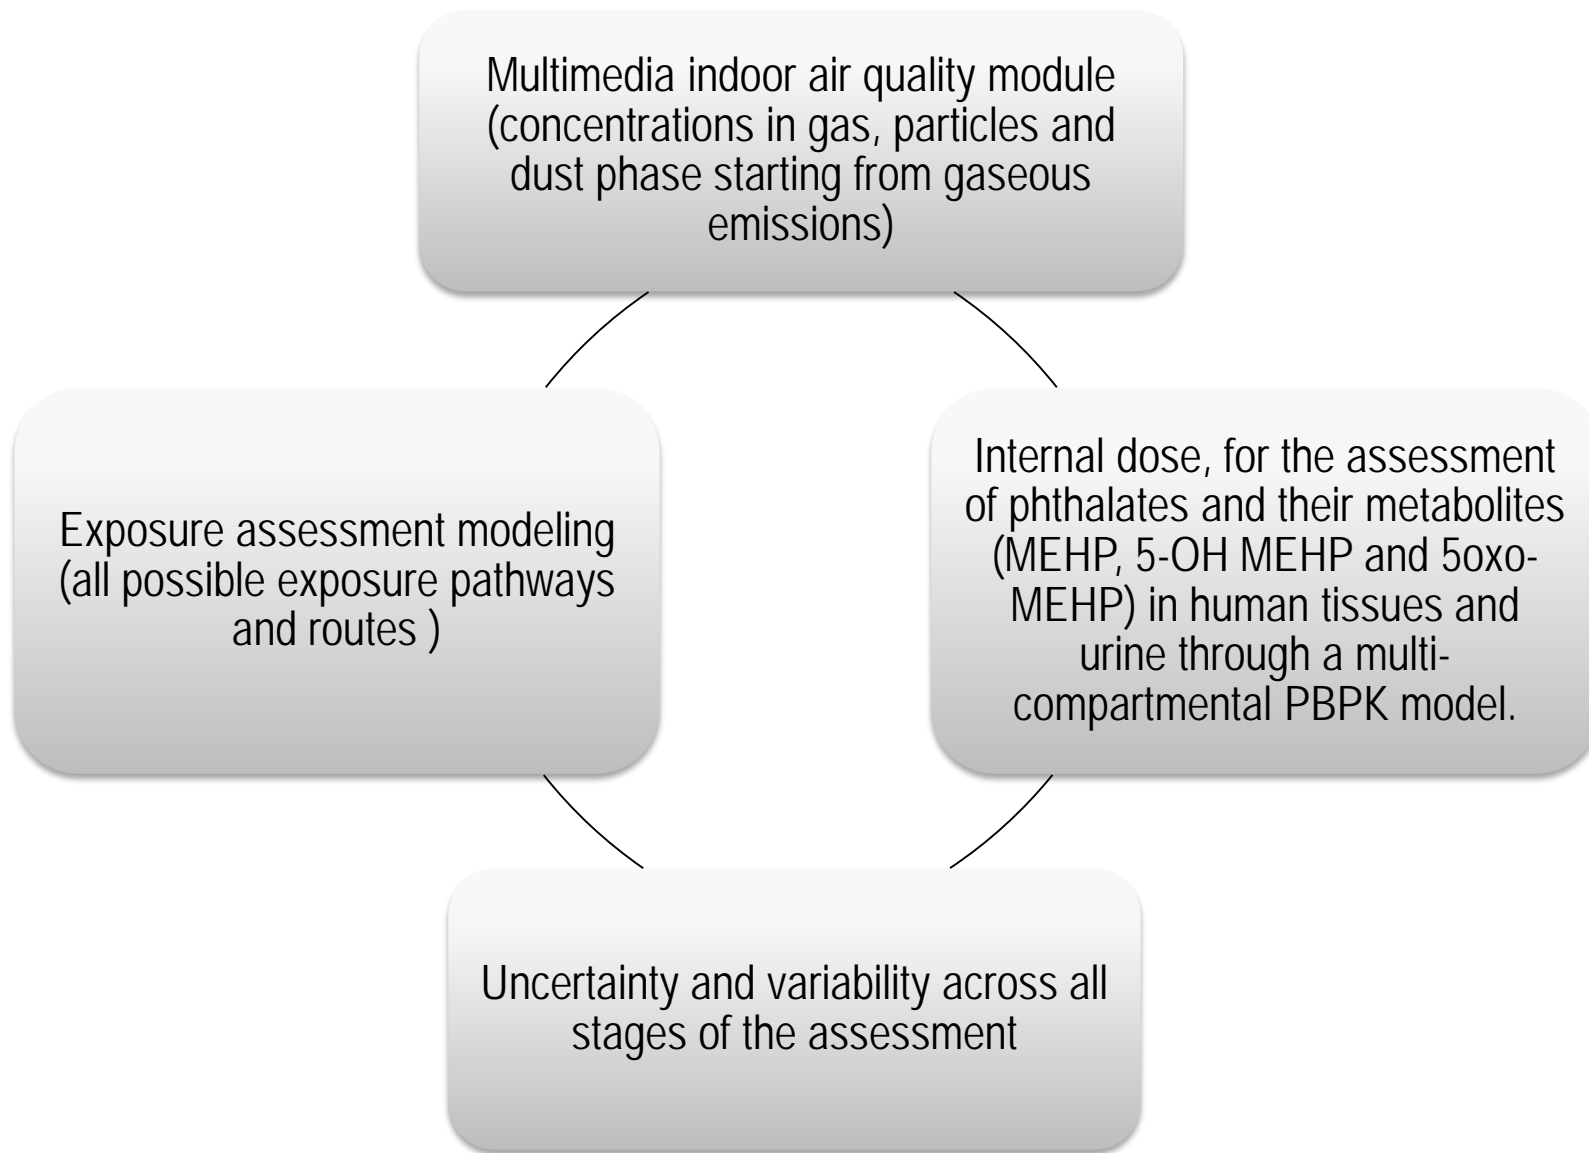 Multimedia indoor air quality module
(concentrations in gas, particles and
dust phase starting from gaseous
emissions)
Exposure assessment modeling
(all possible exposure pathways
and routes )
Internal dose, for the assessment
of phthalates and their metabolites
(MEHP, 5-OH MEHP and 5oxo-
MEHP) in human tissues and
urine through a multi-
compartmental PBPK model.
Uncertainty and variability across all
stages of the assessment